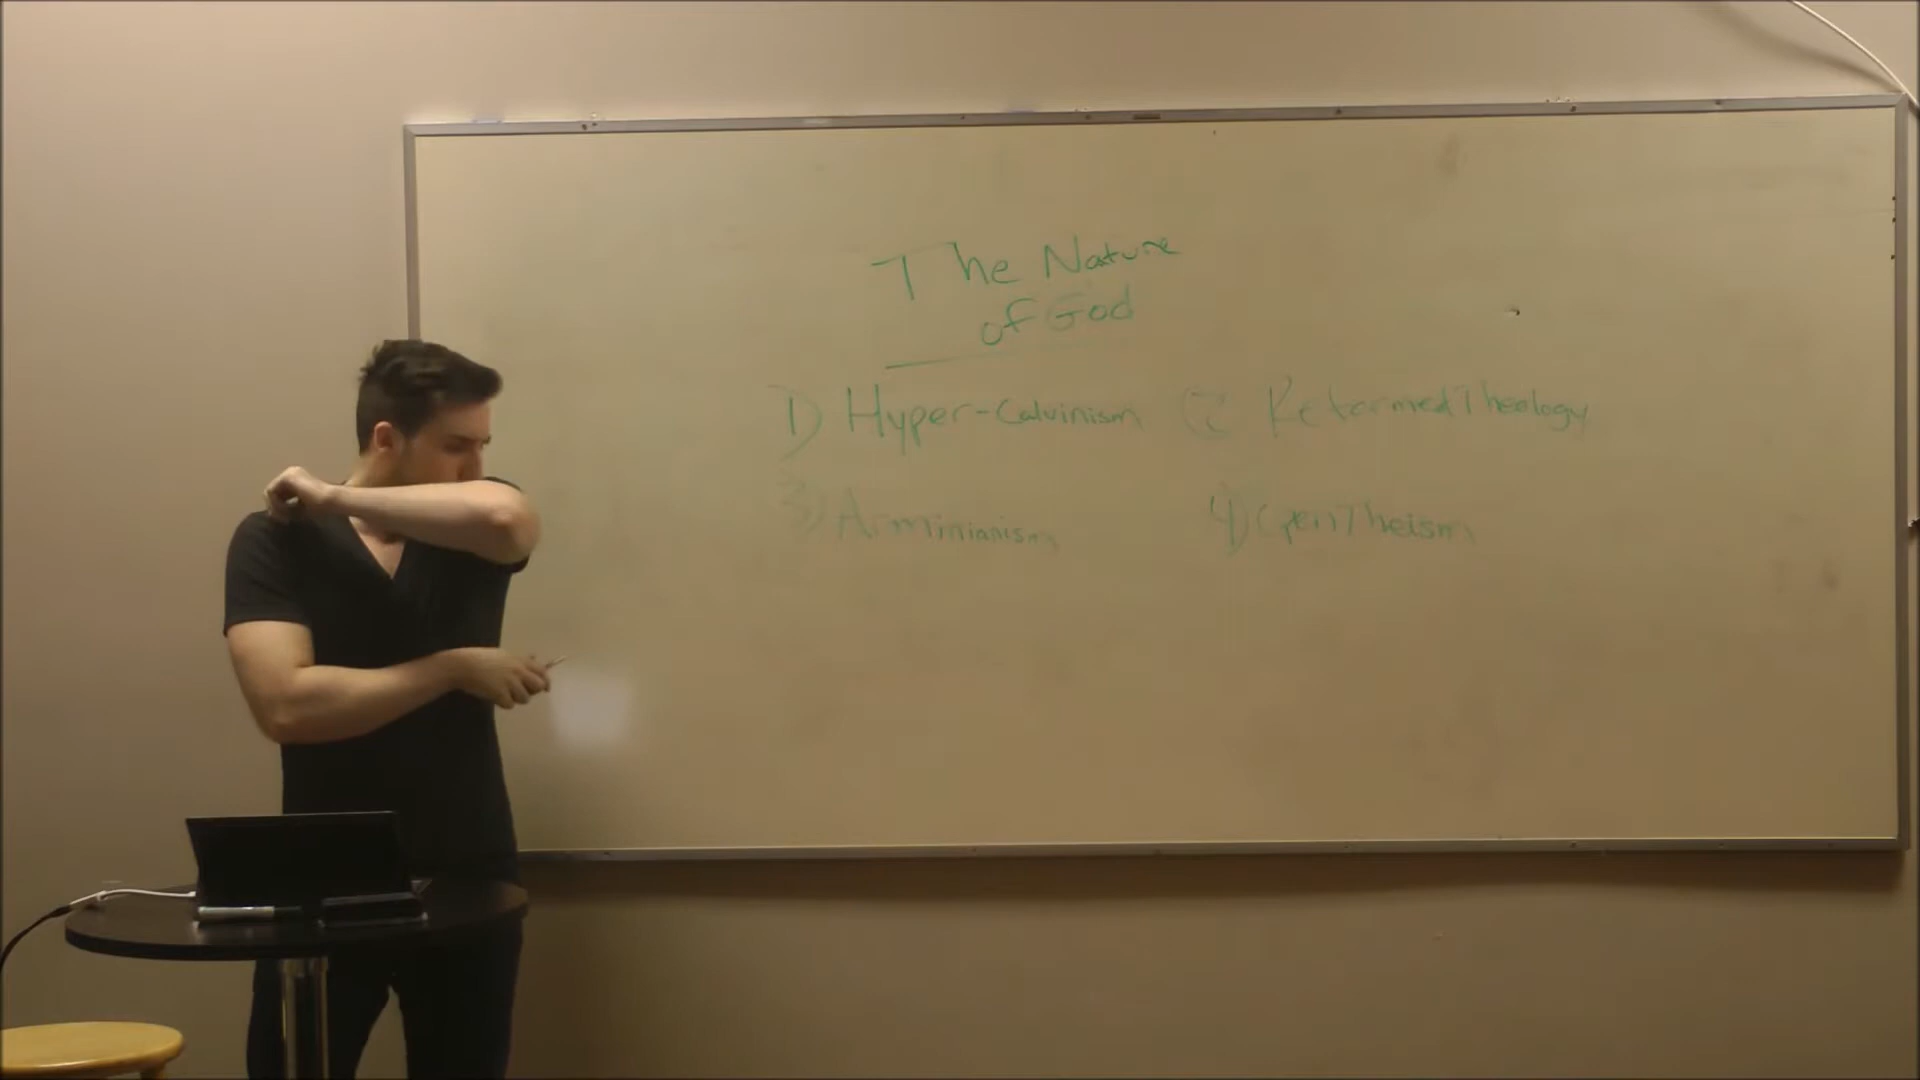 The Nature
of God
1) Hyper-Calvinism 2 Reformed Theology
3) Arminianism 4) Open Theism